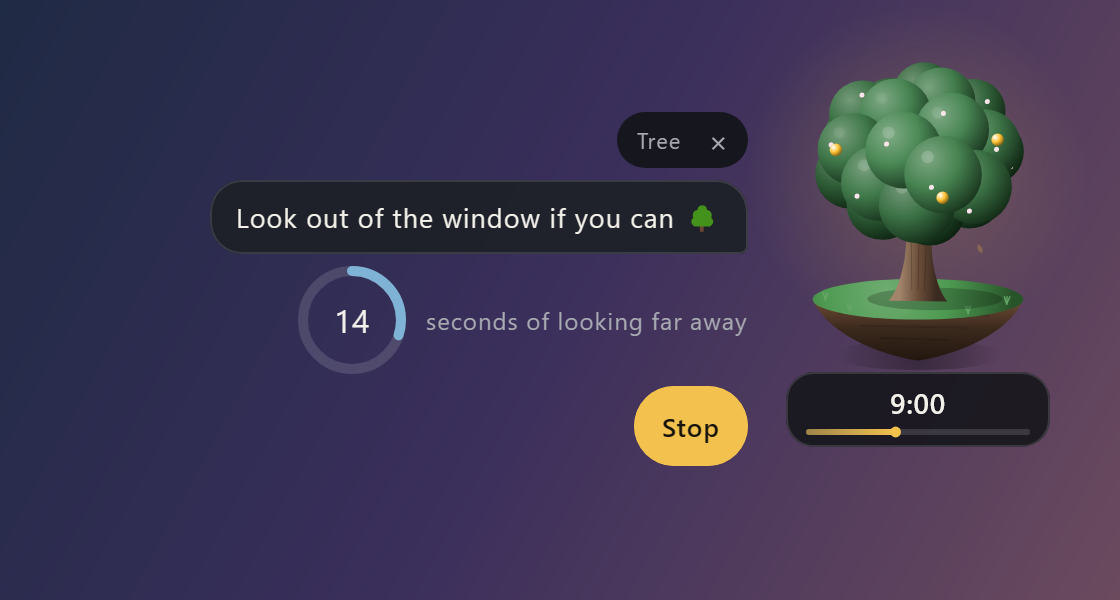 Tree ×
Look out of the window if you can 🌳
14
seconds of looking far away
Stop
9:00